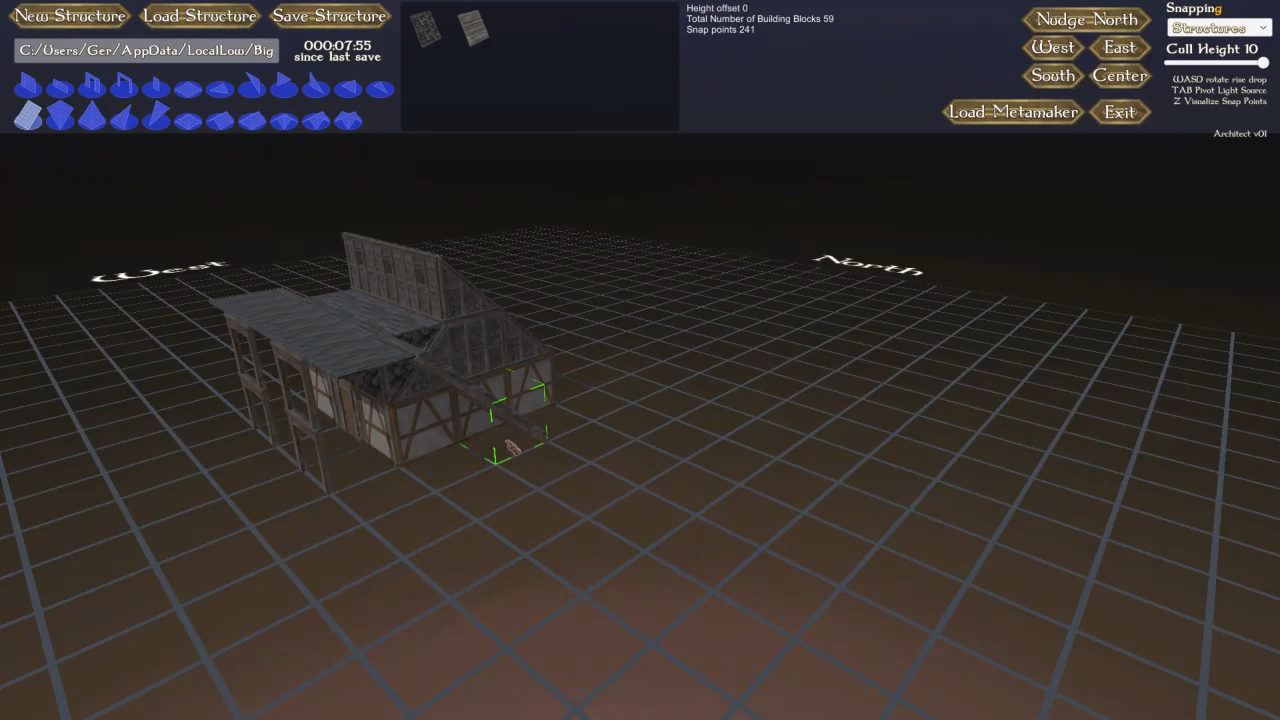 New Structure
Load Structure
Save Structure
C:/Users/Ger/AppData/LocalLow/Big
000:07:55
since last save
Height offset 0
Total Number of Building Blocks 59
Snap points 241
Nudge North
West
East
South
Center
Load Metamaker
Exit
Snapping
Structures
Cull Height 10
WASD rotate rise drop
TAB Pivot Light Source
Z Visualize Snap Points
Architect v01
West
North